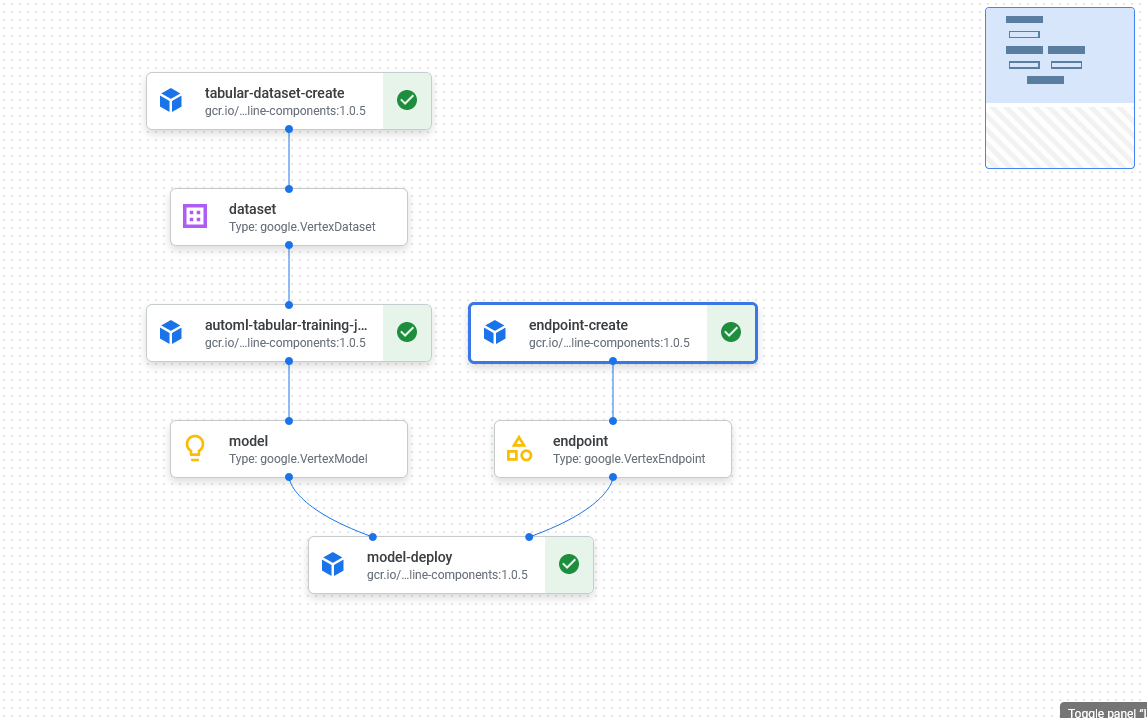 tabular-dataset-create
gcr.io/...line-components:1.0.5
dataset
Type: google.VertexDataset
automl-tabular-training-j...
gcr.io/...line-components:1.0.5
endpoint-create
gcr.io/...line-components:1.0.5
model
Type: google.VertexModel
endpoint
Type: google.VertexEndpoint
model-deploy
gcr.io/...line-components:1.0.5
Toggle panel "